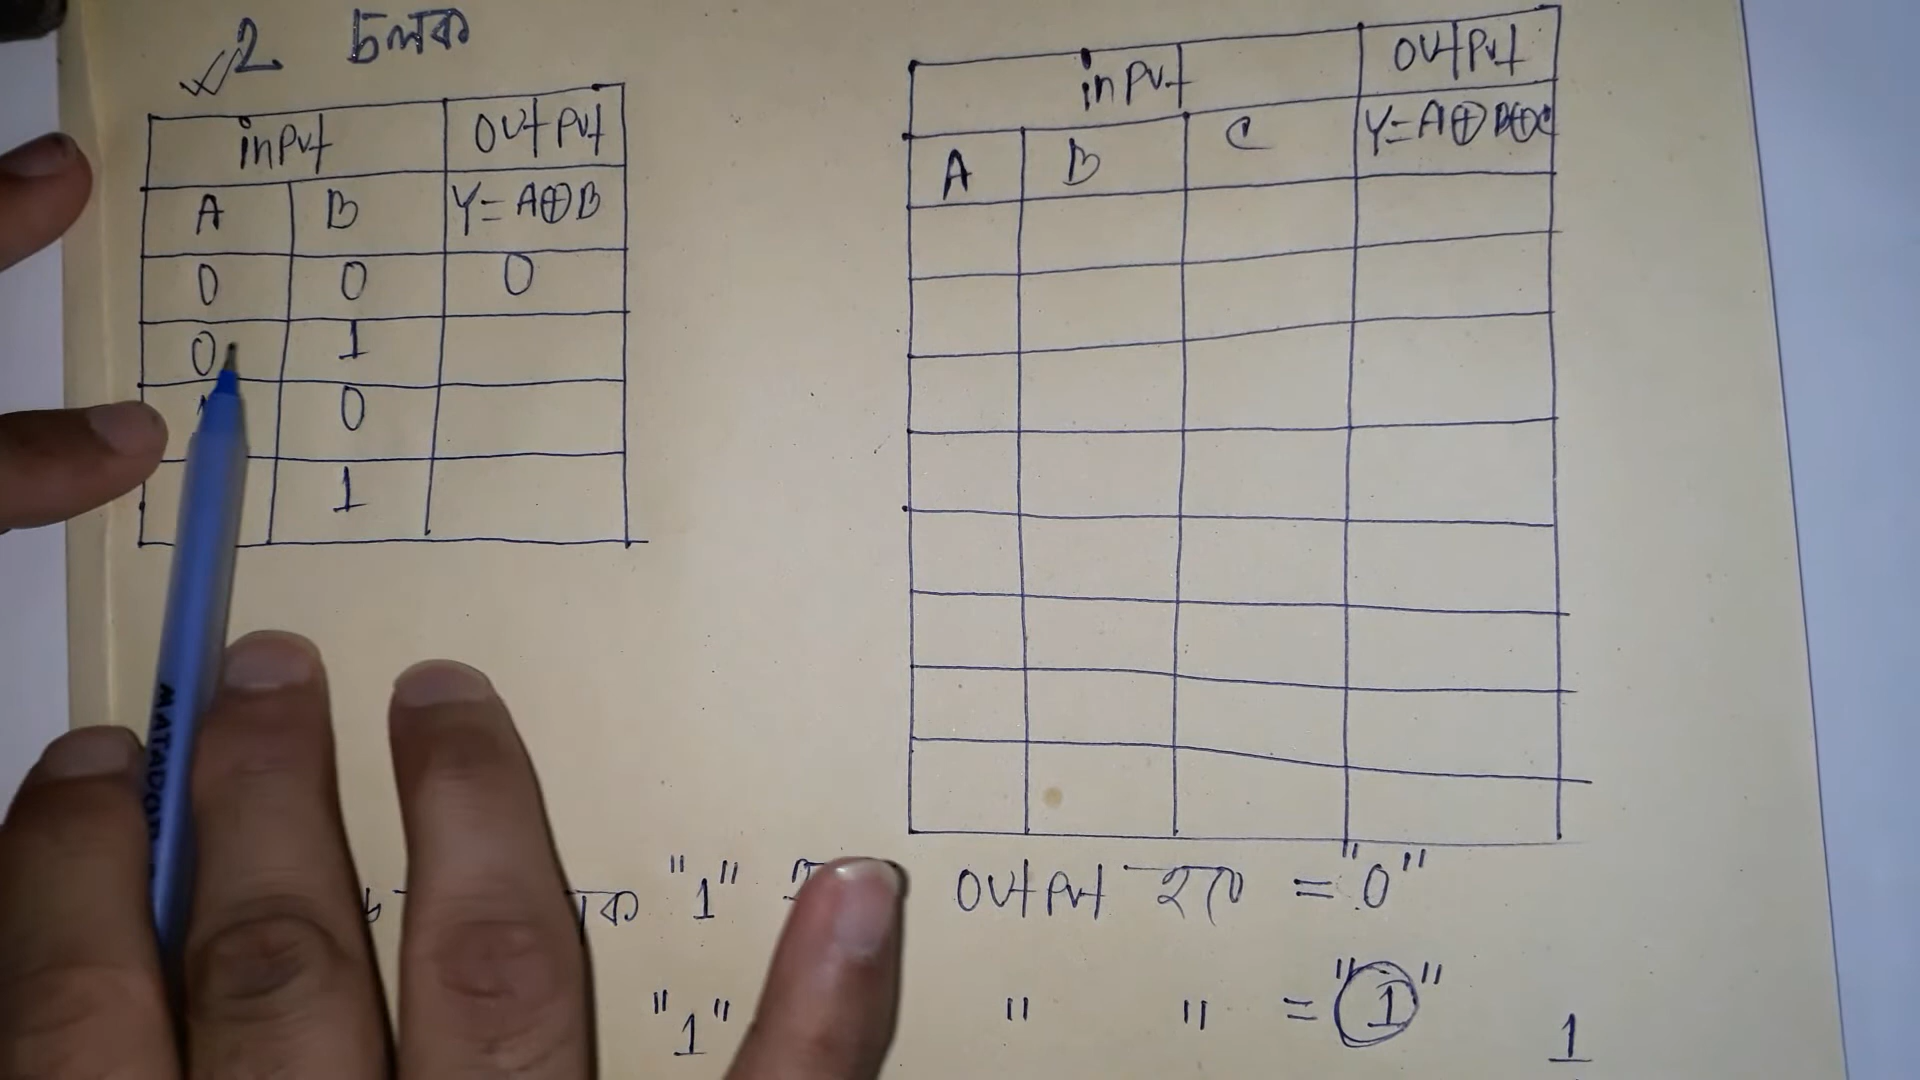 2 চলক
input output
A B Y = A⊕B
0 0 0
0 1
0
1
input output
A B C Y = A⊕B⊕C
"1" output হবে = "0"
"1" " " = "1" 1
MATADOR